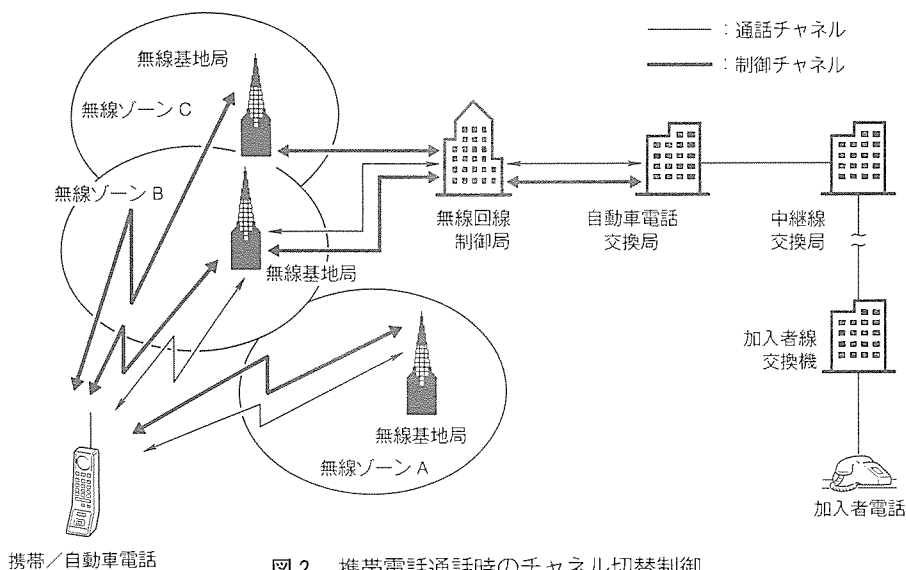 ：通話チャネル
：制御チャネル
無線基地局
無線ゾーン C
無線ゾーン B
無線基地局
無線回線
制御局
自動車電話
交換局
中継線
交換局
加入者線
交換機
無線基地局
無線ゾーン A
加入者電話
携帯／自動車電話
図2 携帯電話通話時のチャネル切替制御